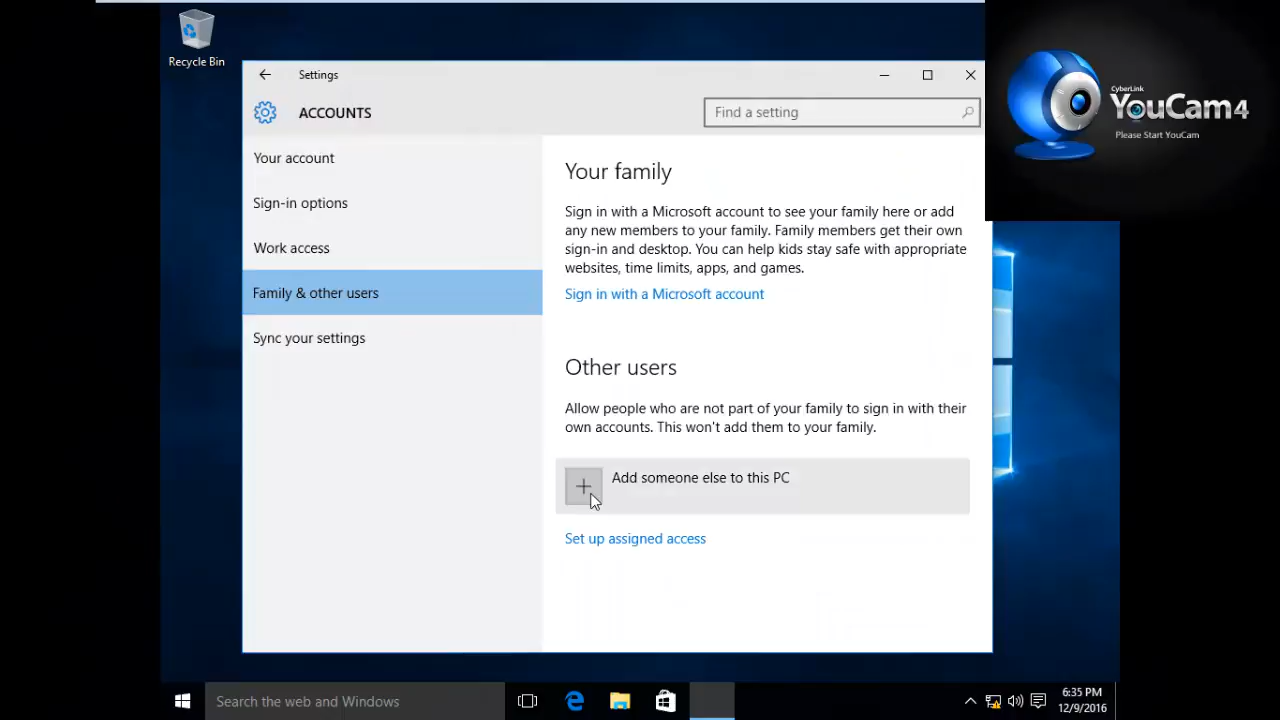 Recycle Bin
Settings
ACCOUNTS
Find a setting
Your account
Sign-in options
Work access
Family & other users
Sync your settings
Your family
Sign in with a Microsoft account to see your family here or add
any new members to your family. Family members get their own
sign-in and desktop. You can help kids stay safe with appropriate
websites, time limits, apps, and games.
Sign in with a Microsoft account
Other users
Allow people who are not part of your family to sign in with their
own accounts. This won't add them to your family.
Add someone else to this PC
Set up assigned access
CyberLink
YouCam 4
Please Start YouCam
Search the web and Windows
6:35 PM
12/9/2016